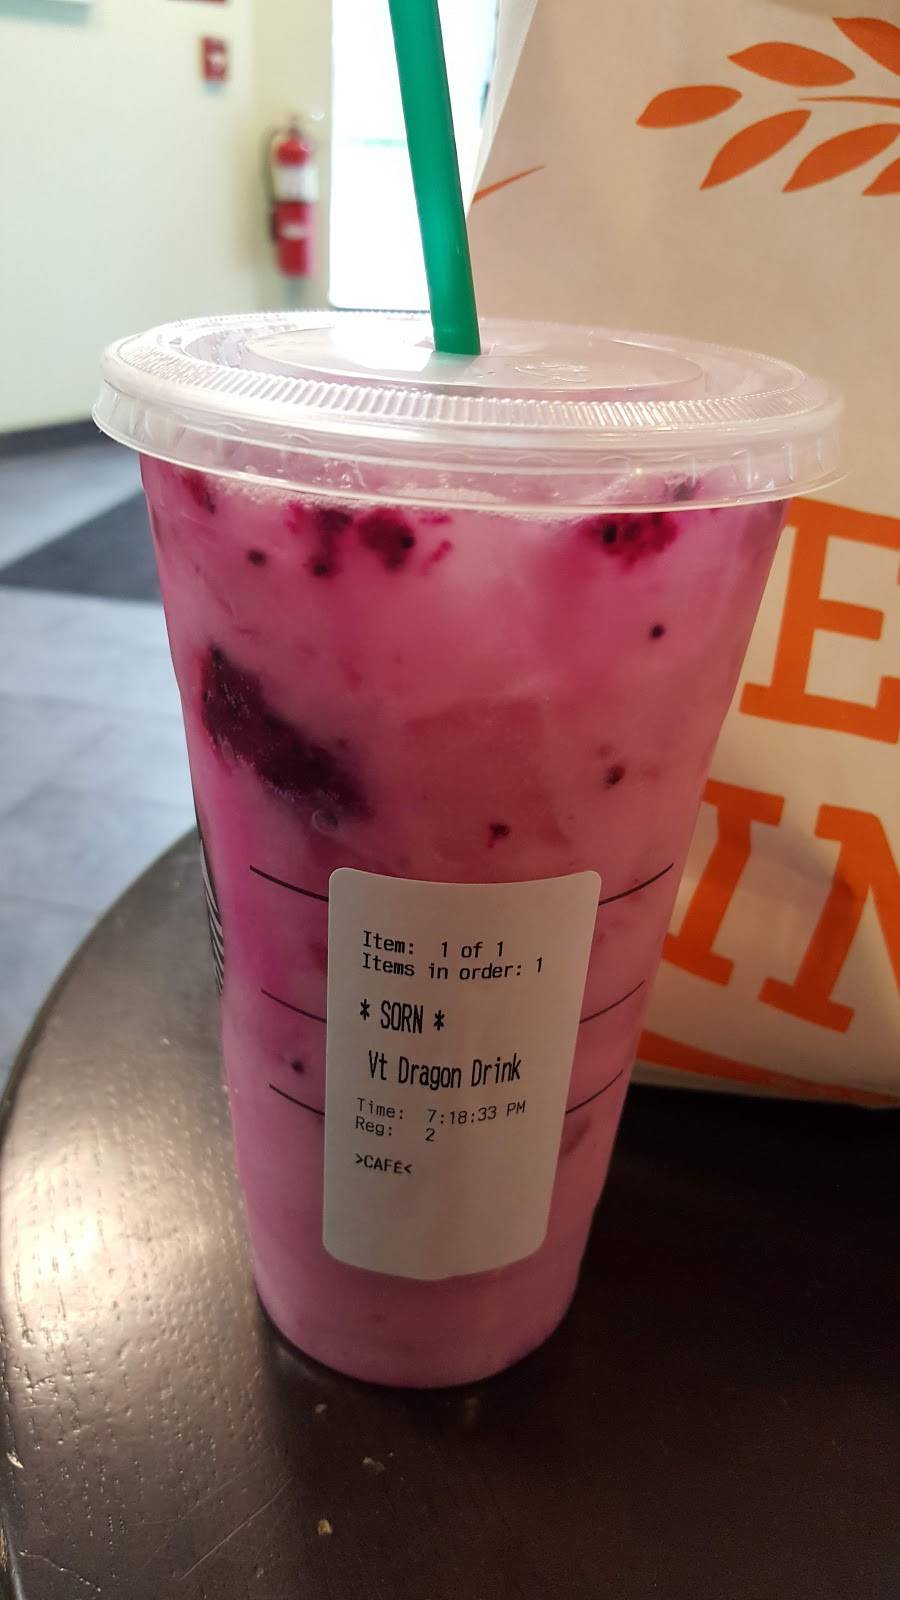 Item: 1 of 1
Items in order: 1
* SORN *
Vt Dragon Drink
Time: 7:18:33 PM
Reg: 2
>CAFÉ<
E
IN